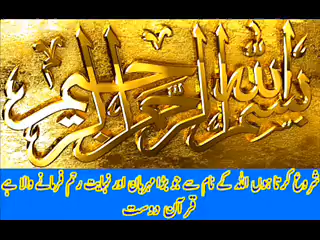 بسم الله الرحمن الرحيم
شروع کرتا ہوں اللہ کے نام سے جو بڑا مہربان اور نہایت رحم فرمانے والا ہے
قرآن دوست